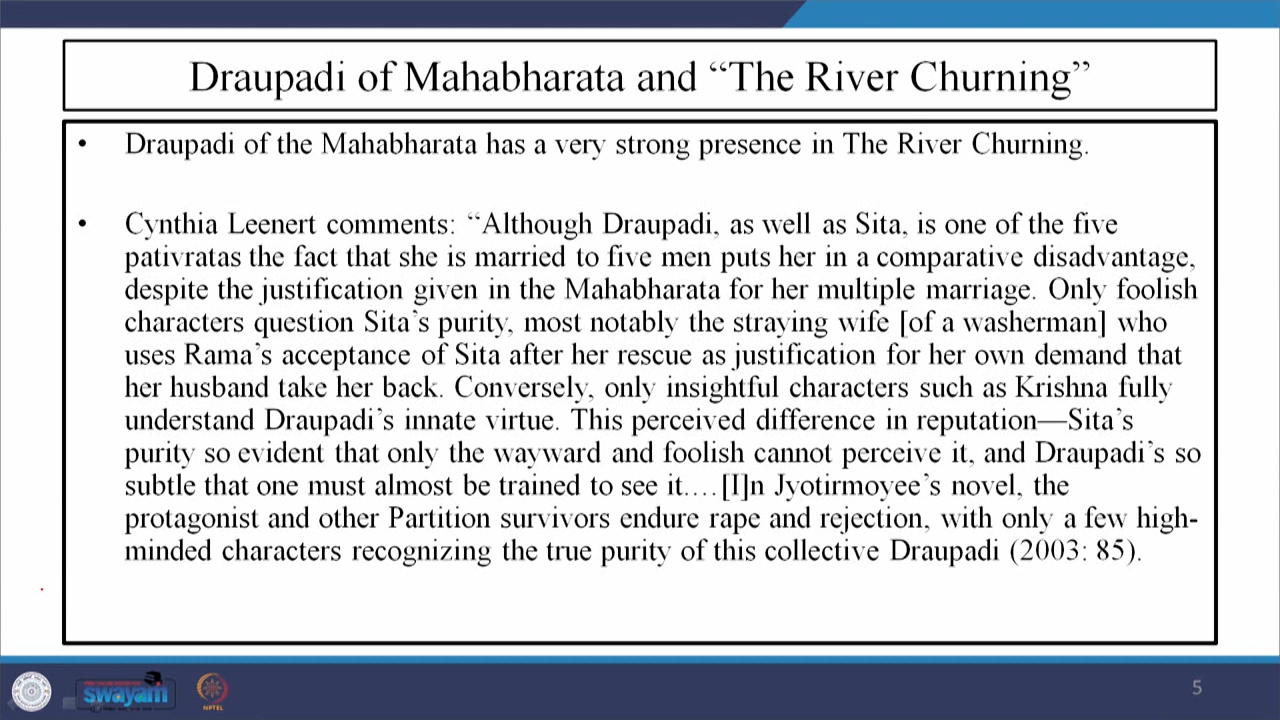 Draupadi of Mahabharata and “The River Churning”
• Draupadi of the Mahabharata has a very strong presence in The River Churning.
• Cynthia Leenert comments: “Although Draupadi, as well as Sita, is one of the five
pativratas the fact that she is married to five men puts her in a comparative disadvantage,
despite the justification given in the Mahabharata for her multiple marriage. Only foolish
characters question Sita’s purity, most notably the straying wife [of a washerman] who
uses Rama’s acceptance of Sita after her rescue as justification for her own demand that
her husband take her back. Conversely, only insightful characters such as Krishna fully
understand Draupadi’s innate virtue. This perceived difference in reputation—Sita’s
purity so evident that only the wayward and foolish cannot perceive it, and Draupadi’s so
subtle that one must almost be trained to see it....[I]n Jyotirmoyee’s novel, the
protagonist and other Partition survivors endure rape and rejection, with only a few high-
minded characters recognizing the true purity of this collective Draupadi (2003: 85).
swayam
NPTEL
5